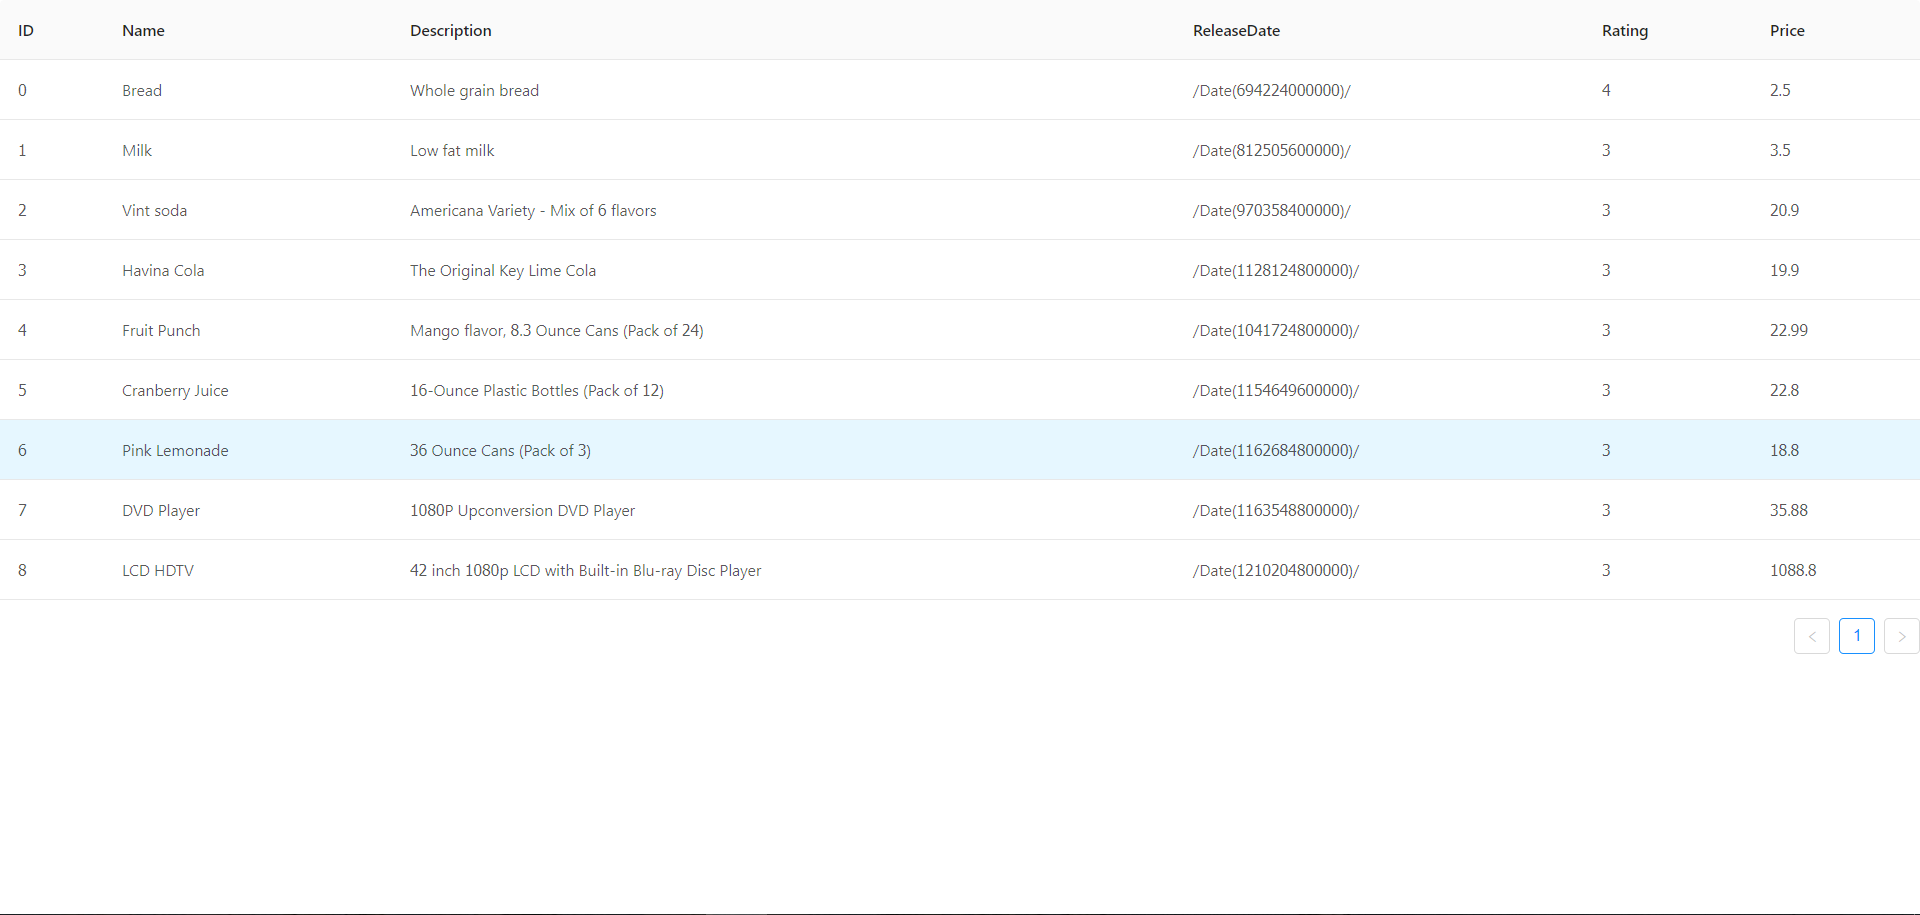 ID Name Description ReleaseDate Rating Price
0 Bread Whole grain bread /Date(694224000000)/ 4 2.5
1 Milk Low fat milk /Date(812505600000)/ 3 3.5
2 Vint soda Americana Variety - Mix of 6 flavors /Date(970358400000)/ 3 20.9
3 Havina Cola The Original Key Lime Cola /Date(1128124800000)/ 3 19.9
4 Fruit Punch Mango flavor, 8.3 Ounce Cans (Pack of 24) /Date(1041724800000)/ 3 22.99
5 Cranberry Juice 16-Ounce Plastic Bottles (Pack of 12) /Date(1154649600000)/ 3 22.8
6 Pink Lemonade 36 Ounce Cans (Pack of 3) /Date(1162684800000)/ 3 18.8
7 DVD Player 1080P Upconversion DVD Player /Date(1163548800000)/ 3 35.88
8 LCD HDTV 42 inch 1080p LCD with Built-in Blu-ray Disc Player /Date(1210204800000)/ 3 1088.8
< 1 >